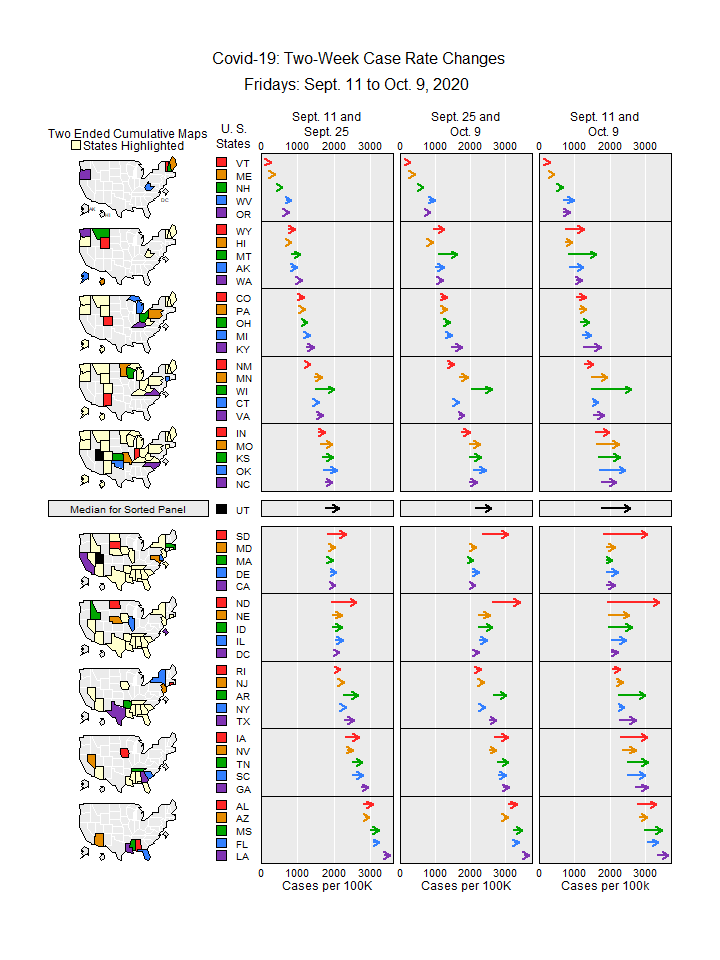 Covid-19: Two-Week Case Rate Changes
Fridays: Sept. 11 to Oct. 9, 2020
Two Ended Cumulative Maps
States Highlighted
U. S.
States
Sept. 11 and
Sept. 25
0 1000 2000 3000
Sept. 25 and
Oct. 9
0 1000 2000 3000
Sept. 11 and
Oct. 9
0 1000 2000 3000
AK
HI
DC
VT
ME
NH
WV
OR
WY
HI
MT
AK
WA
CO
PA
OH
MI
KY
NM
MN
WI
CT
VA
IN
MO
KS
OK
NC
Median for Sorted Panel
UT
SD
MD
MA
DE
CA
ND
NE
ID
IL
DC
RI
NJ
AR
NY
TX
IA
NV
TN
SC
GA
AL
AZ
MS
FL
LA
0 1000 2000 3000
Cases per 100K
0 1000 2000 3000
Cases per 100K
0 1000 2000 3000
Cases per 100k